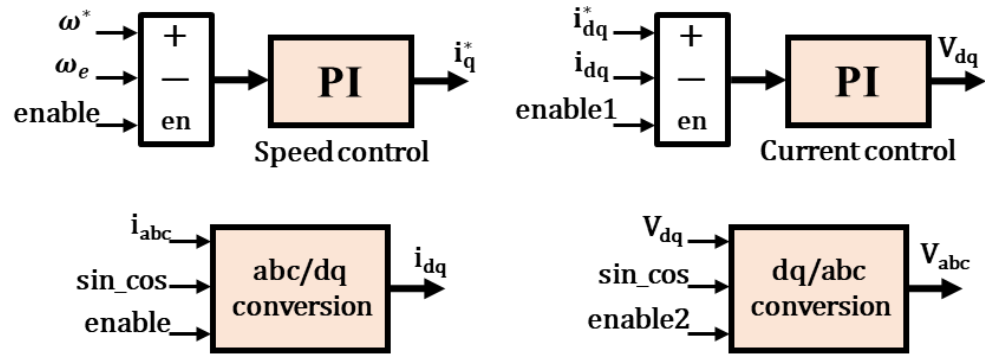 ω* + i*q
ωe − PI
enable en
Speed control
i*dq + Vdq
idq − PI
enable1 en
Current control
iabc
sin_cos abc/dq idq
enable conversion
Vdq
sin_cos dq/abc Vabc
enable2 conversion